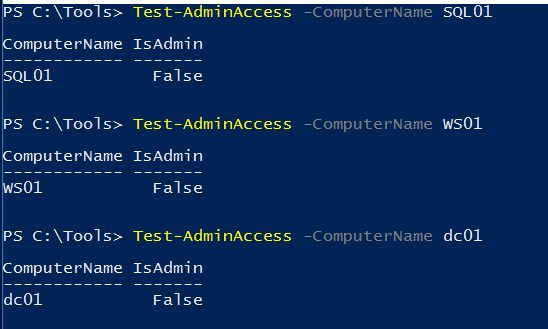 PS C:\Tools> Test-AdminAccess -ComputerName SQL01
ComputerName IsAdmin
------------ -------
SQL01          False
PS C:\Tools> Test-AdminAccess -ComputerName WS01
ComputerName IsAdmin
------------ -------
WS01           False
PS C:\Tools> Test-AdminAccess -ComputerName dc01
ComputerName IsAdmin
------------ -------
dc01           False